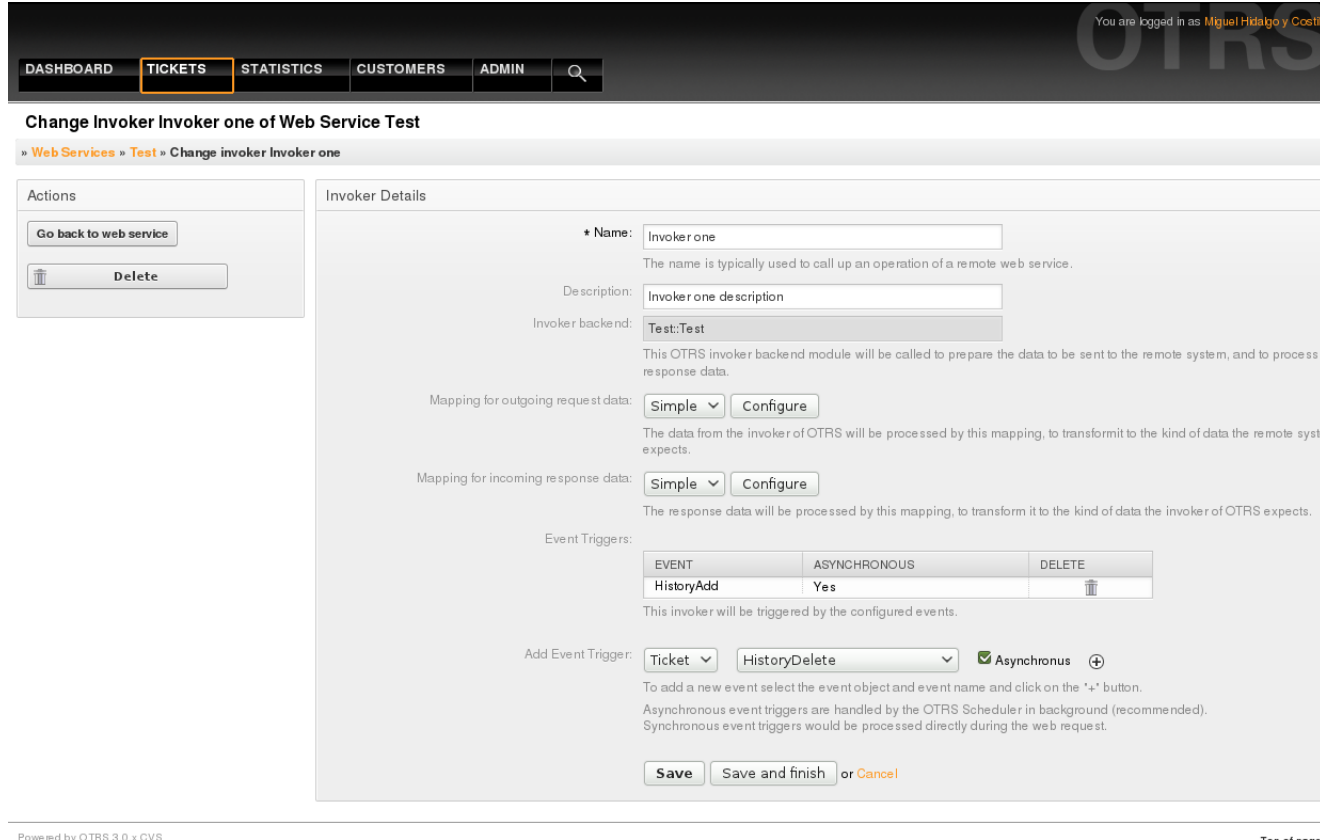 You are logged in as Miguel Hidalgo y Costi
OTRS
DASHBOARD TICKETS STATISTICS CUSTOMERS ADMIN
Change Invoker Invoker one of Web Service Test
» Web Services » Test » Change invoker Invoker one
Actions
Go back to web service
Delete
Invoker Details
* Name: Invoker one
The name is typically used to call up an operation of a remote web service.
Description: Invoker one description
Invoker backend: Test::Test
This OTRS invoker backend module will be called to prepare the data to be sent to the remote system, and to process
response data.
Mapping for outgoing request data: Simple Configure
The data from the invoker of OTRS will be processed by this mapping, to transformit to the kind of data the remote syst
expects.
Mapping for incoming response data: Simple Configure
The response data will be processed by this mapping, to transform it to the kind of data the invoker of OTRS expects.
Event Triggers:
EVENT ASYNCHRONOUS DELETE
HistoryAdd Yes
This invoker will be triggered by the configured events.
Add Event Trigger: Ticket HistoryDelete Asynchronus
To add a new event select the event object and event name and click on the "+" button.
Asynchronous event triggers are handled by the OTRS Scheduler in background (recommended).
Synchronous event triggers would be processed directly during the web request.
Save Save and finish or Cancel
Powered by OTRS 3.0.x CVS
Top of page